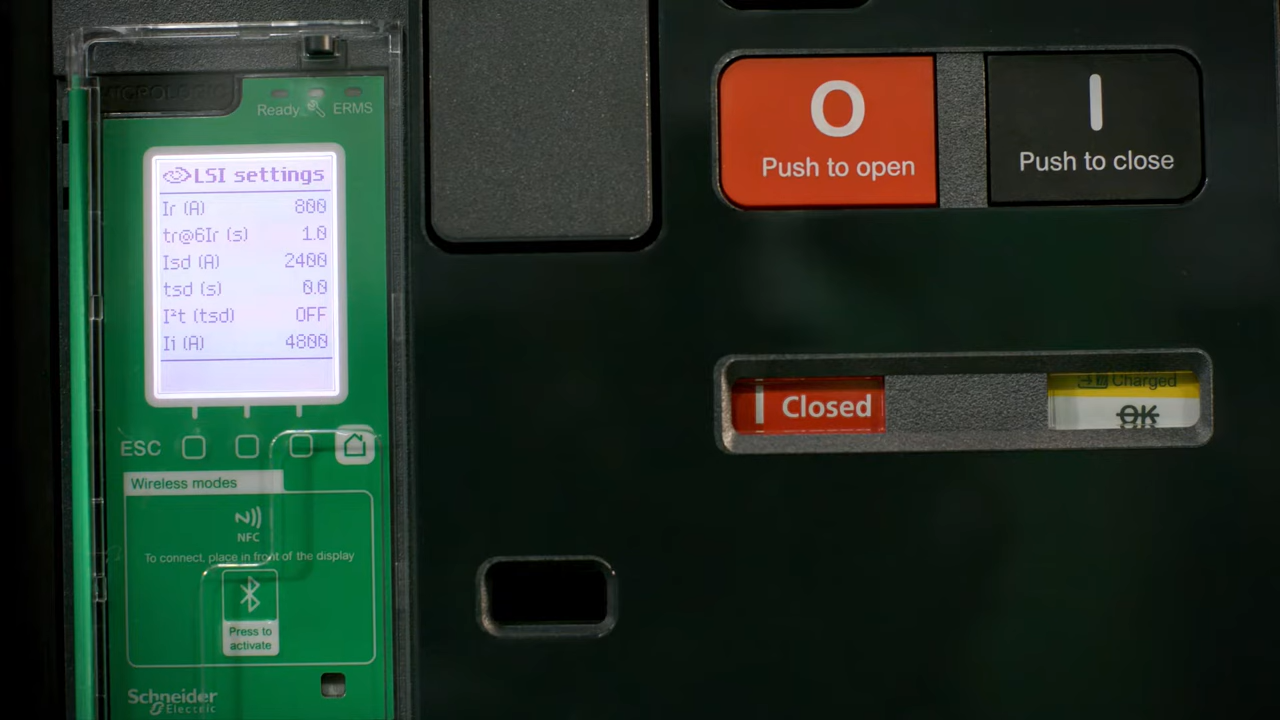 MICROLOGIC
Ready
ERMS
LSI settings
Ir (A) 800
tr@6Ir (s) 1.0
Isd (A) 2400
tsd (s) 0.0
I²t (tsd) OFF
Ii (A) 4800
ESC
Wireless modes
N
NFC
To connect, place in front of the display
Press to
activate
Schneider
Electric
O
Push to open
I
Push to close
I Closed
Charged
OK